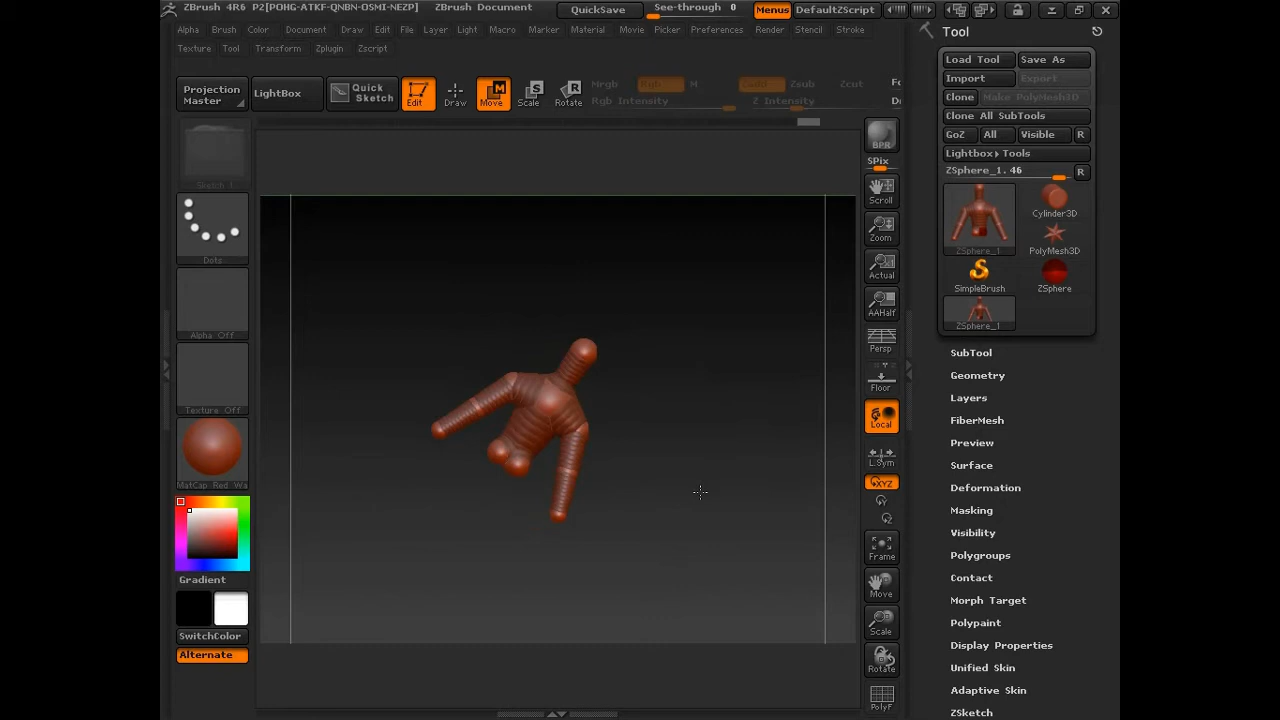 ZBrush 4R6 P2[POHG-ATKF-QNBN-OSMI-NEZP] ZBrush Document QuickSave See-through 0 Menus DefaultZScript
Alpha Brush Color Document Draw Edit File Layer Light Macro Marker Material Movie Picker Preferences Render Stencil Stroke
Texture Tool Transform Zplugin Zscript
Projection Master
LightBox
Quick Sketch
Edit
Draw
Move
Scale
Rotate
Mrgb Rgb M Zadd Zsub Zcut
Rgb Intensity Z Intensity
Sketch 1
Dots
Alpha Off
Texture Off
MatCap Red Wa
Gradient
SwitchColor
Alternate
BPR
SPix
Scroll
Zoom
Actual
AAHalf
Persp
Floor
Local
L.Sym
XYZ
Y
Z
Frame
Move
Scale
Rotate
PolyF
Tool
Load Tool Save As
Import Export
Clone Make PolyMesh3D
Clone All SubTools
GoZ All Visible R
Lightbox▸Tools
ZSphere_1. 46 R
ZSphere_1
Cylinder3D
PolyMesh3D
SimpleBrush
ZSphere
ZSphere_1
SubTool
Geometry
Layers
FiberMesh
Preview
Surface
Deformation
Masking
Visibility
Polygroups
Contact
Morph Target
Polypaint
Display Properties
Unified Skin
Adaptive Skin
ZSketch